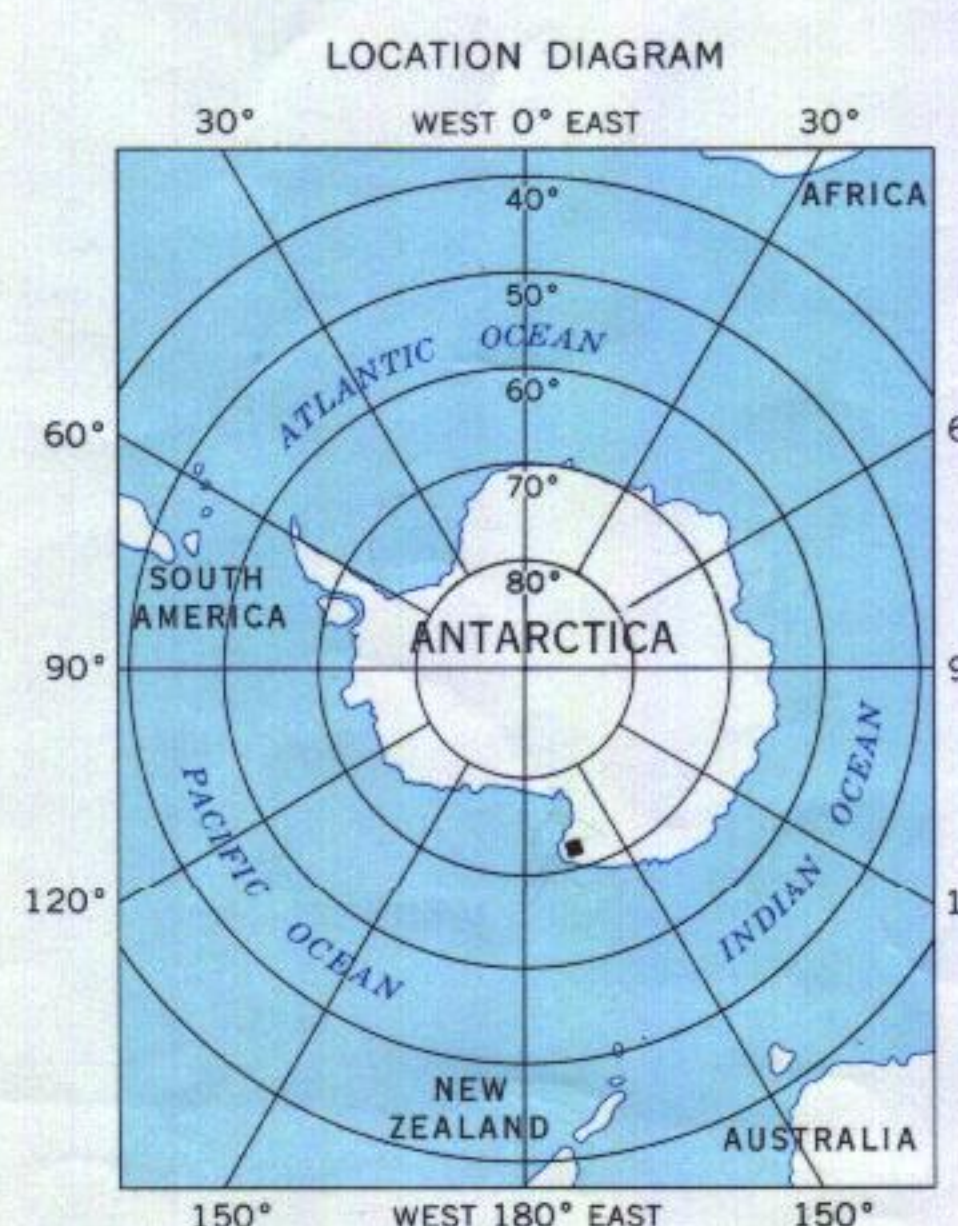 LOCATION DIAGRAM
30° WEST 0° EAST 30°
AFRICA
40°
50°
ATLANTIC OCEAN
60°
60°
70°
80°
SOUTH
AMERICA
ANTARCTICA
90°
PACIFIC OCEAN
INDIAN OCEAN
120°
NEW
ZEALAND
AUSTRALIA
150° WEST 180° EAST 150°